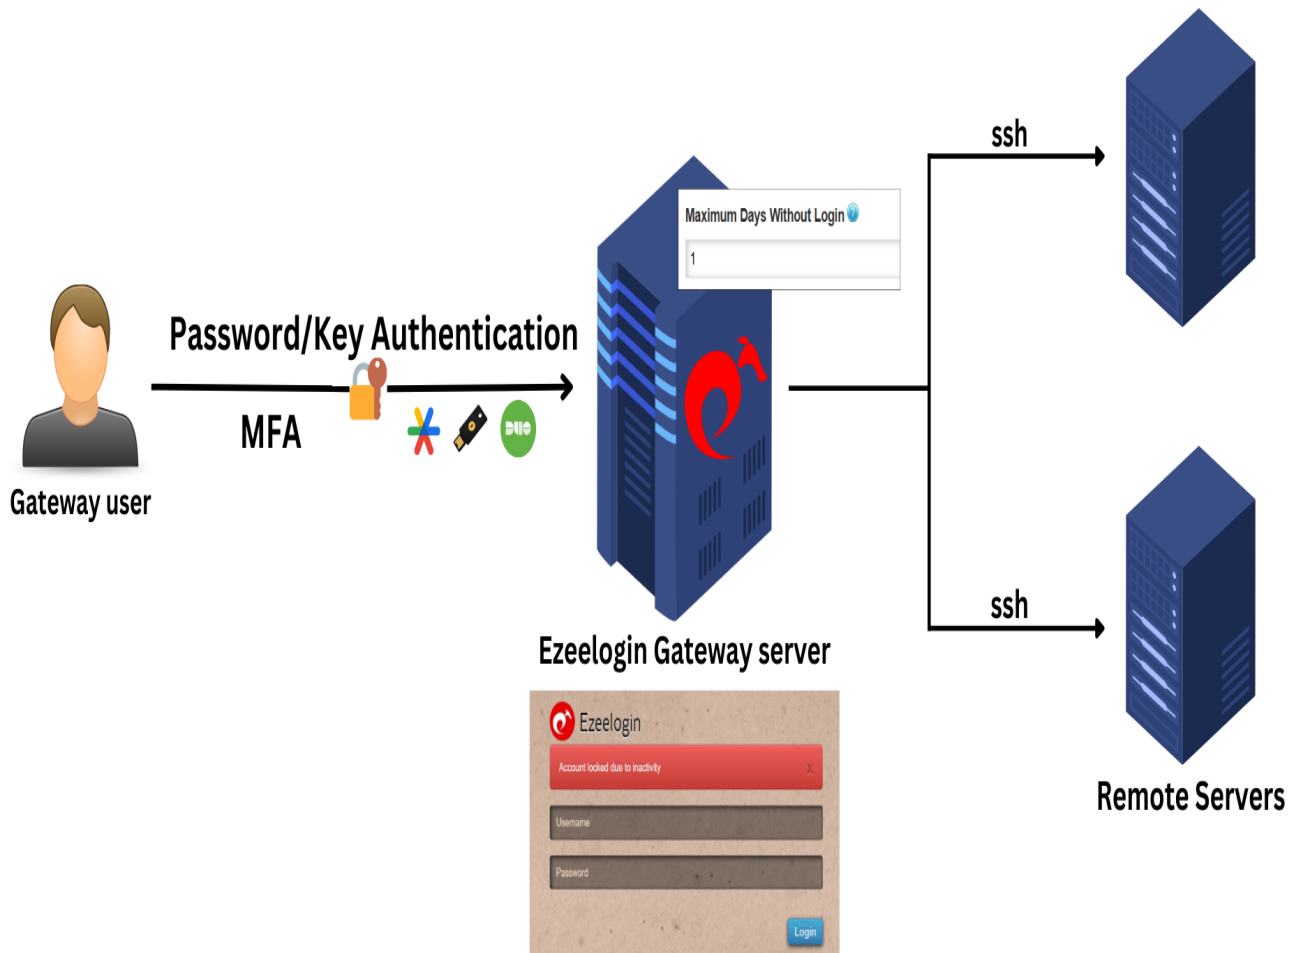 ssh
Maximum Days Without Login
1
Password/Key Authentication
MFA
DUO
Gateway user
ssh
Ezeelogin Gateway server
Ezeelogin
Account locked due to inactivity X
Username
Password
Login
Remote Servers